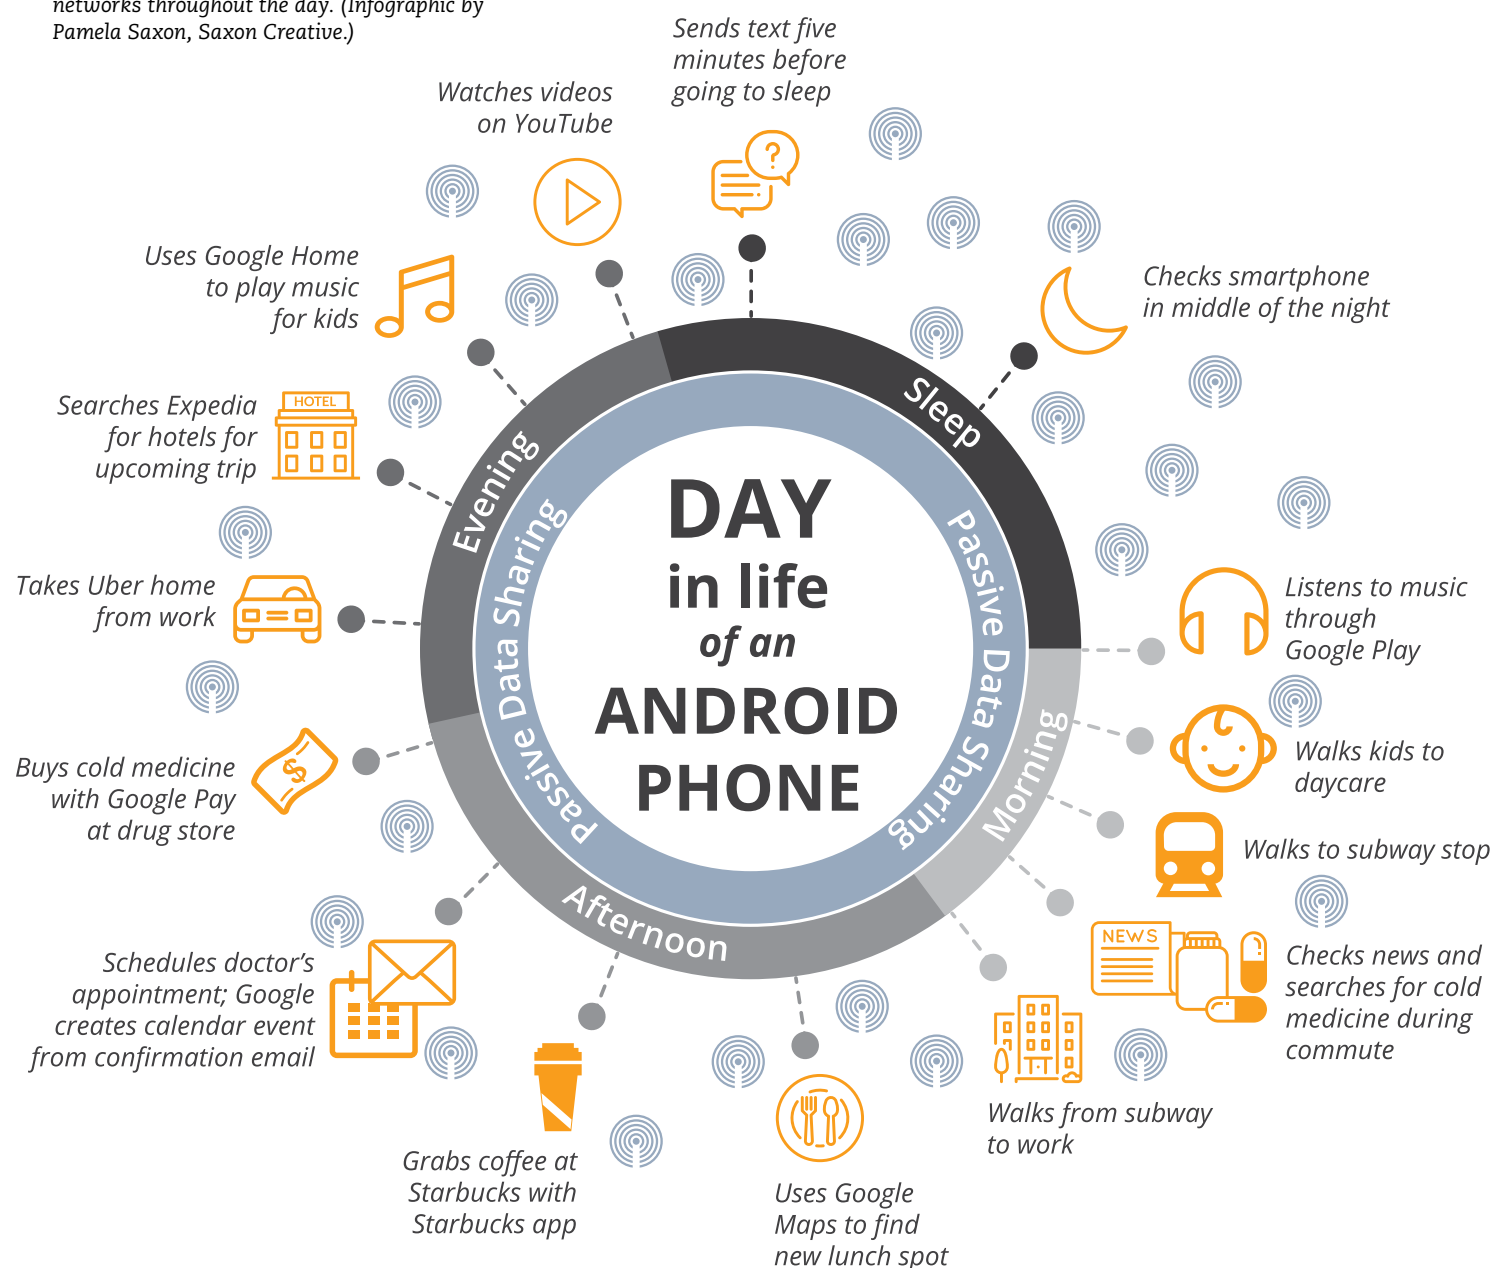 networks throughout the day. (Infographic by
Pamela Saxon, Saxon Creative.)
Sends text five
minutes before
going to sleep
Watches videos
on YouTube
Uses Google Home
to play music
for kids
Checks smartphone
in middle of the night
Searches Expedia
for hotels for
upcoming trip
HOTEL
Takes Uber home
from work
Listens to music
through
Google Play
Walks kids to
daycare
Buys cold medicine
with Google Pay
at drug store
Walks to subway stop
NEWS
Checks news and
searches for cold
medicine during
commute
Schedules doctor's
appointment; Google
creates calendar event
from confirmation email
Walks from subway
to work
Grabs coffee at
Starbucks with
Starbucks app
Uses Google
Maps to find
new lunch spot
Sleep
Morning
Afternoon
Evening
Passive Data Sharing
Passive Data Sharing
DAY
in life
of an
ANDROID
PHONE
?
$